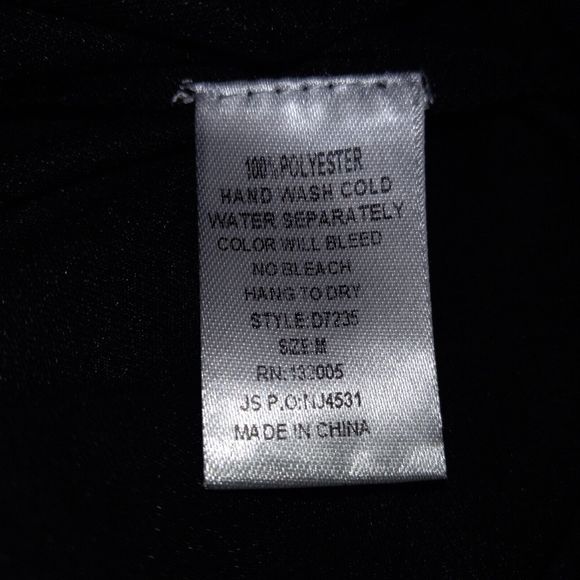 100% POLYESTER
HAND WASH COLD
WATER SEPARATELY
COLOR WILL BLEED
NO BLEACH
HANG TO DRY
STYLE:D7235
SIZE:M
RN:133005
JS P.O:NJ4531
MADE IN CHINA